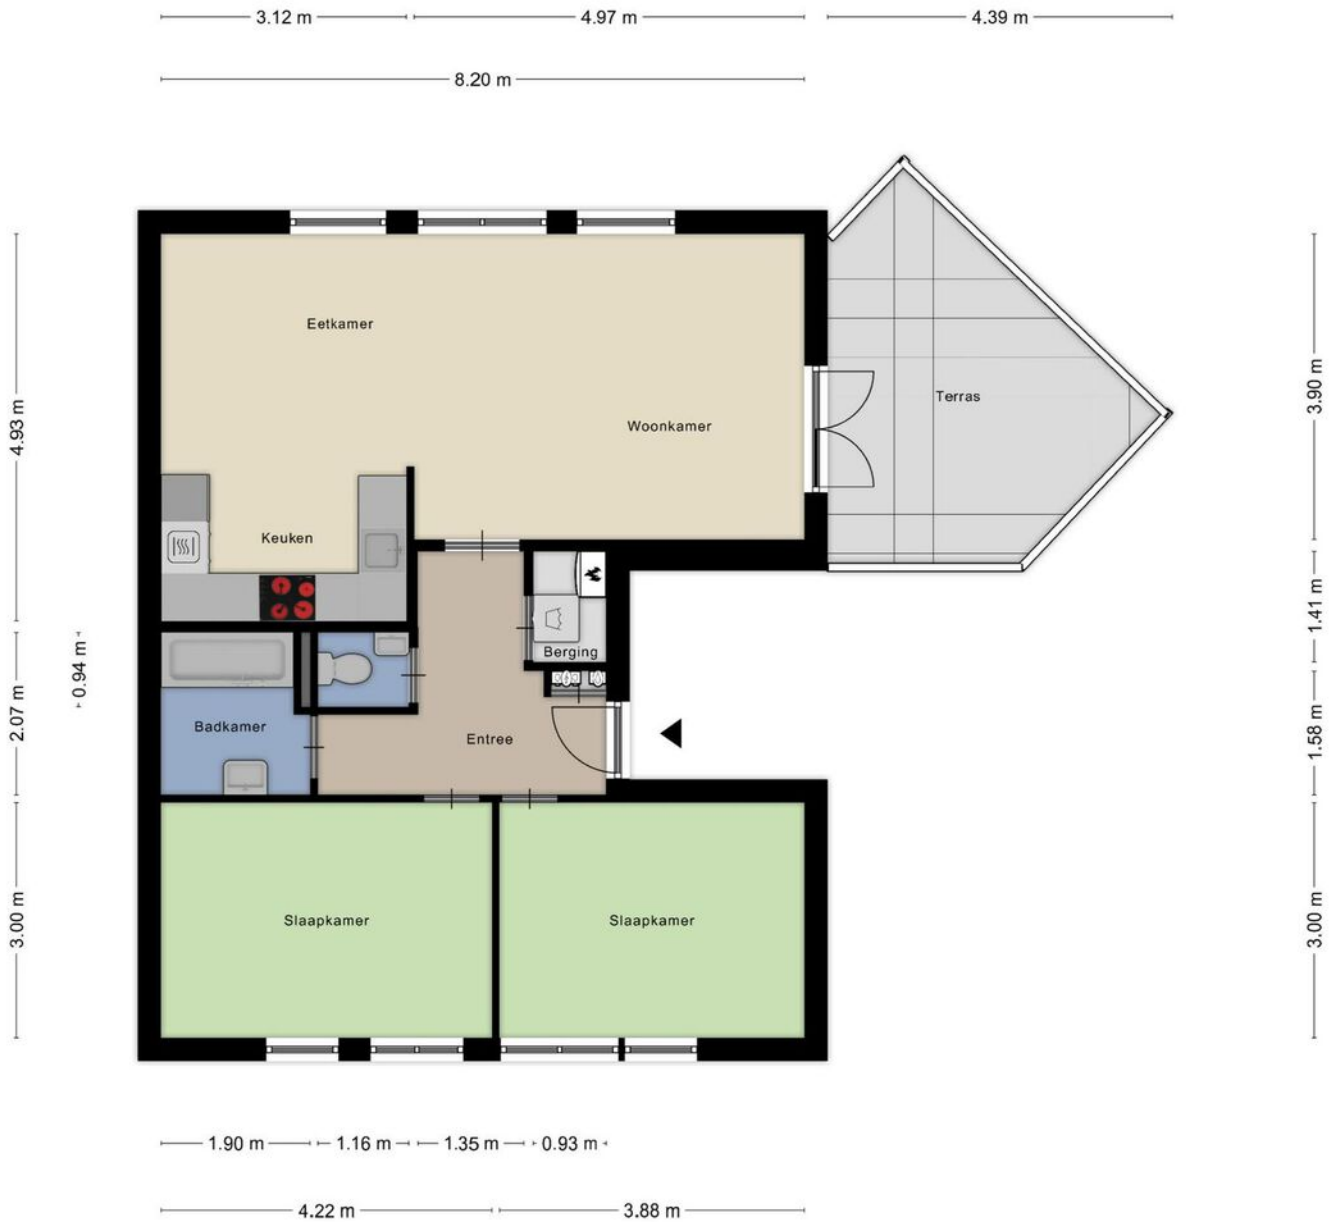 3.12 m
4.97 m
4.39 m
8.20 m
Eetkamer
Woonkamer
Terras
Keuken
Berging
Badkamer
Entree
Slaapkamer
Slaapkamer
4.93 m
0.94 m
2.07 m
3.00 m
3.90 m
1.41 m
1.58 m
3.00 m
1.90 m
1.16 m
1.35 m
0.93 m
4.22 m
3.88 m